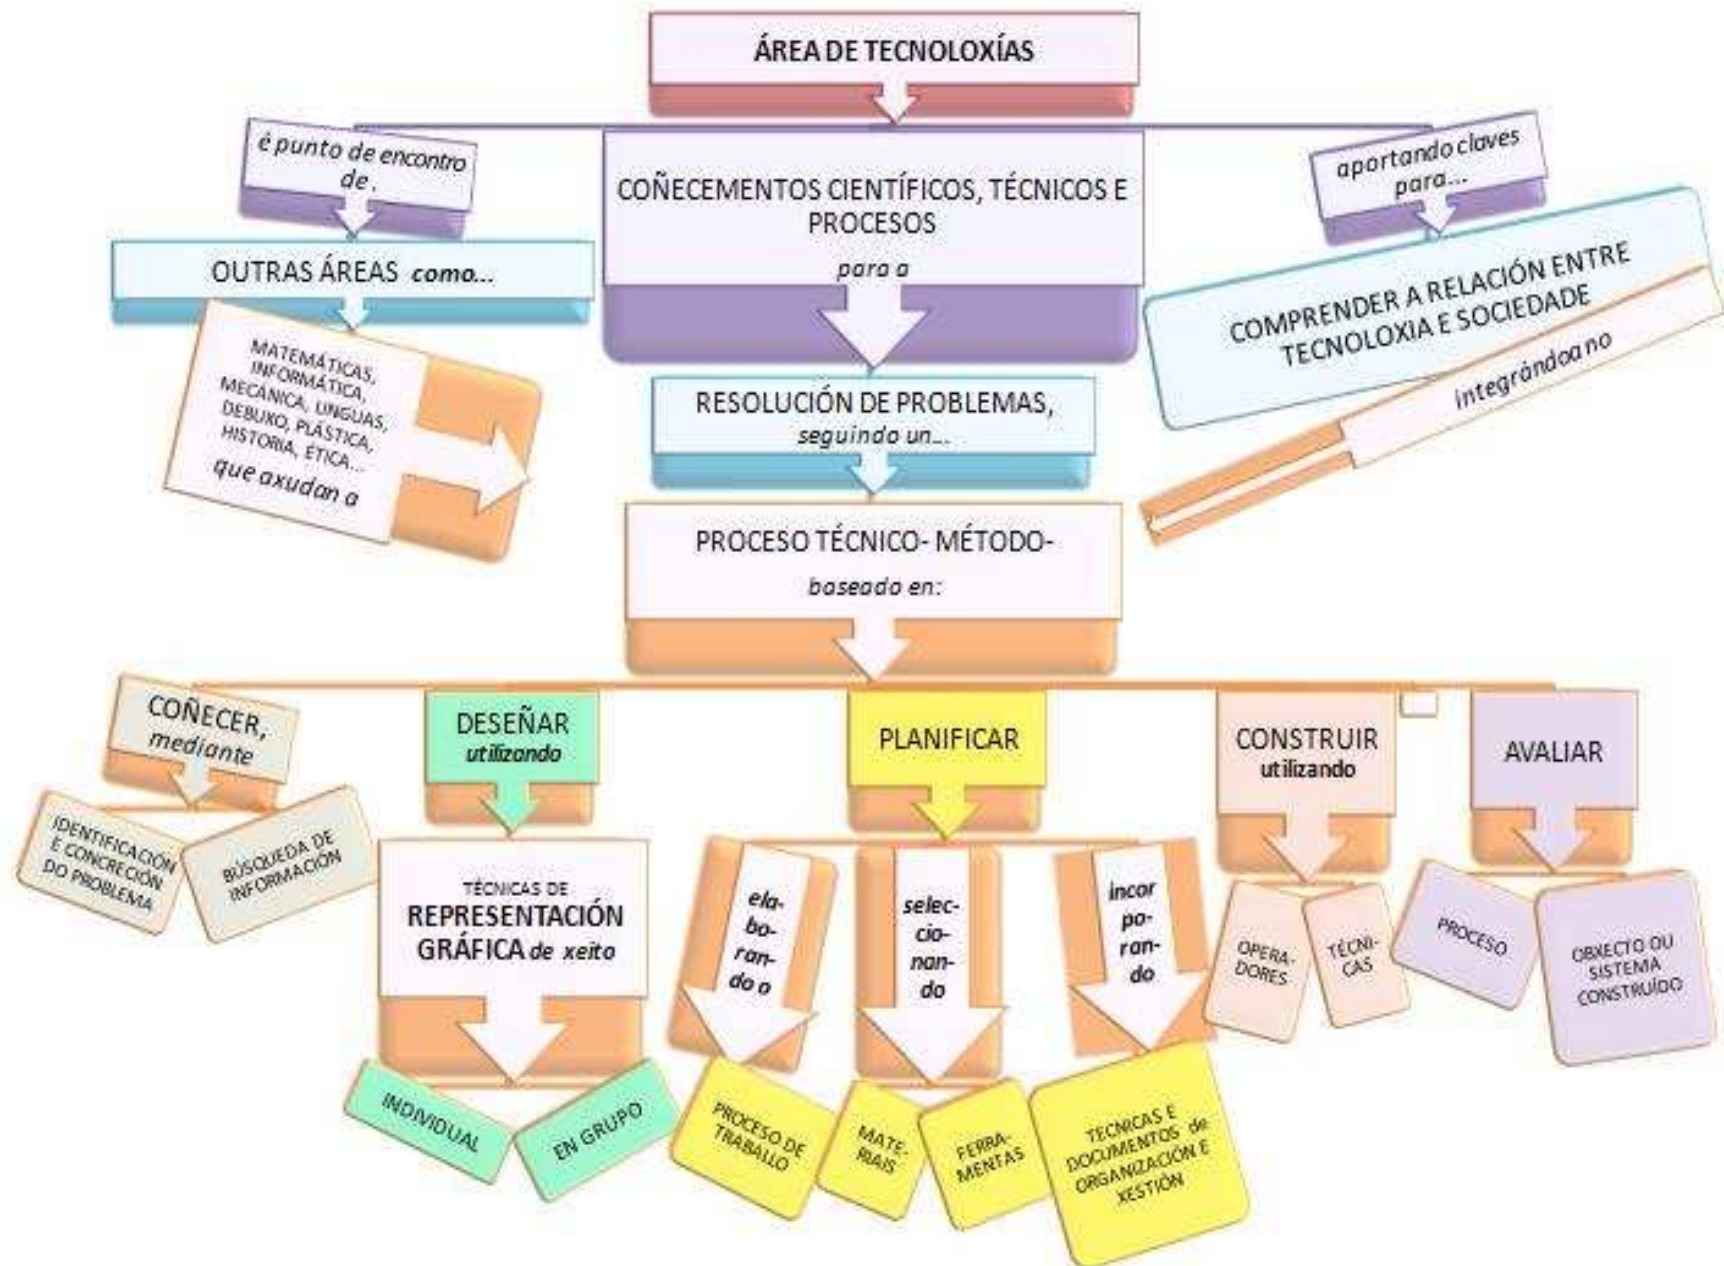 ÁREA DE TECNOLOXÍAS
é punto de encontro
de .
OUTRAS ÁREAS como...
MATEMÁTICAS,
INFORMÁTICA,
MECÁNICA, LINGUAS,
DEBUXO, PLÁSTICA,
HISTORIA, ÉTICA...
que axudan a
COÑECEMENTOS CIENTÍFICOS, TÉCNICOS E
PROCESOS
para a
aportando claves
para...
COMPRENDER A RELACIÓN ENTRE
TECNOLOXIA E SOCIEDADE
integrándoa no
RESOLUCIÓN DE PROBLEMAS,
seguindo un...
PROCESO TÉCNICO- MÉTODO-
baseado en:
COÑECER,
mediante
IDENTIFICACIÓN
E CONCRECIÓN
DO PROBLEMA
BÚSQUEDA DE
INFORMACIÓN
DESEÑAR
utilizando
TÉCNICAS DE
REPRESENTACIÓN
GRÁFICA de xeito
INDIVIDUAL
EN GRUPO
PLANIFICAR
ela-
bo-
ran-
do o
PROCESO DE
TRABALLO
selec-
cio-
nan-
do
MATE-
RIAIS
FERRA-
MENTAS
incor
po-
ran-
do
TECNICAS E
DOCUMENTOS de
ORGANIZACIÓN E
XESTIÓN
CONSTRUIR
utilizando
OPERA-
DORES
TÉCNI-
CAS
AVALIAR
PROCESO
OBXECTO OU
SISTEMA
CONSTRUÍDO